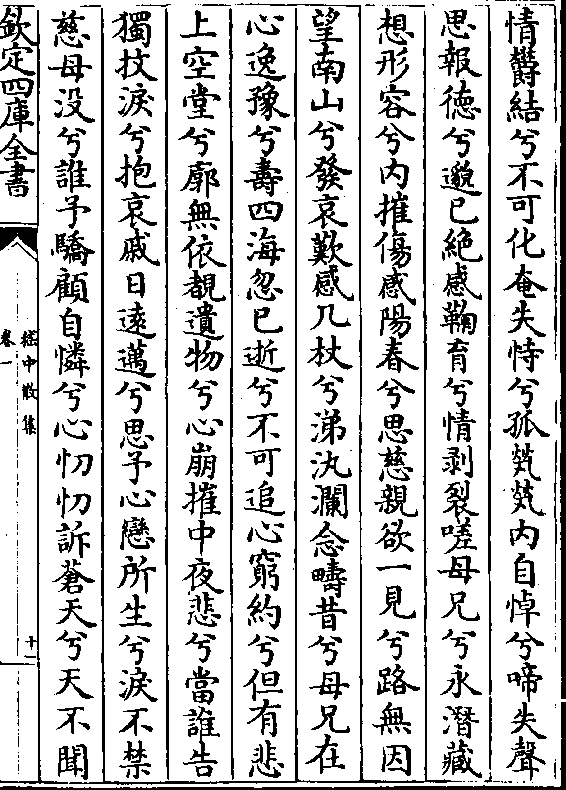 情欝結兮不可化奄失恃兮孤煢煢内自悼兮啼失聲
思報徳兮邈已絶感鞠育兮情剥裂嗟母兄兮永潛藏
想形容兮内摧傷感陽春兮思慈親欲一見兮路無因
望南山兮發哀歎感几杖兮涕汍瀾念疇昔兮母兄在
心逸豫兮壽四海忽已逝兮不可追心窮約兮但有悲
上空堂兮廓無依覩遺物兮心崩摧中夜悲兮當誰告
獨抆淚兮抱哀戚日逺邁兮思予心戀所生兮淚不禁
慈母没兮誰予驕顧自憐兮心忉忉訴蒼天兮天不聞
欽定四庫全書
嵇中散集
卷一
十一